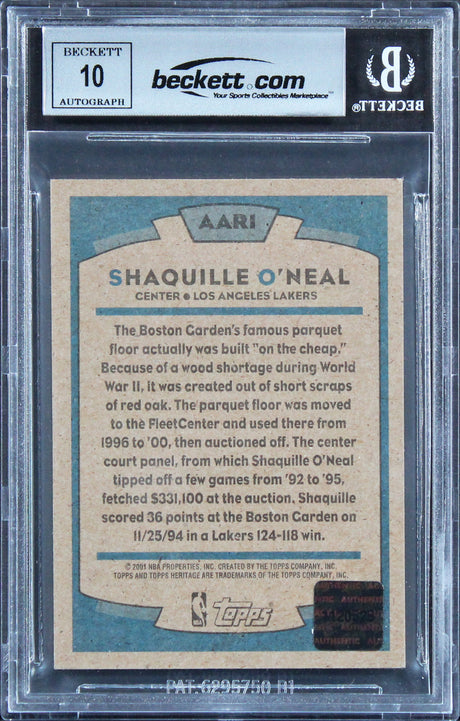 BECKETT
10
AUTOGRAPH
beckett.com
Your Sports Collectibles Marketplace™
BECKETT®
AAR1
SHAQUILLE O'NEAL
CENTER • LOS ANGELES LAKERS
The Boston Garden's famous parquet
floor actually was built "on the cheap."
Because of a wood shortage during World
War II, it was created out of short scraps
of red oak. The parquet floor was moved
to the FleetCenter and used there from
1996 to '00, then auctioned off. The center
court panel, from which Shaquille O'Neal
tipped off a few games from '92 to '95,
fetched $331,100 at the auction. Shaquille
scored 36 points at the Boston Garden on
11/25/94 in a Lakers 124-118 win.
© 2001 NBA PROPERTIES, INC. CREATED BY THE TOPPS COMPANY, INC.
TOPPS AND TOPPS HERITAGE ARE TRADEMARKS OF THE TOPPS COMPANY, INC.
Topps
AUTHENTIC
PAT 6295750 B1